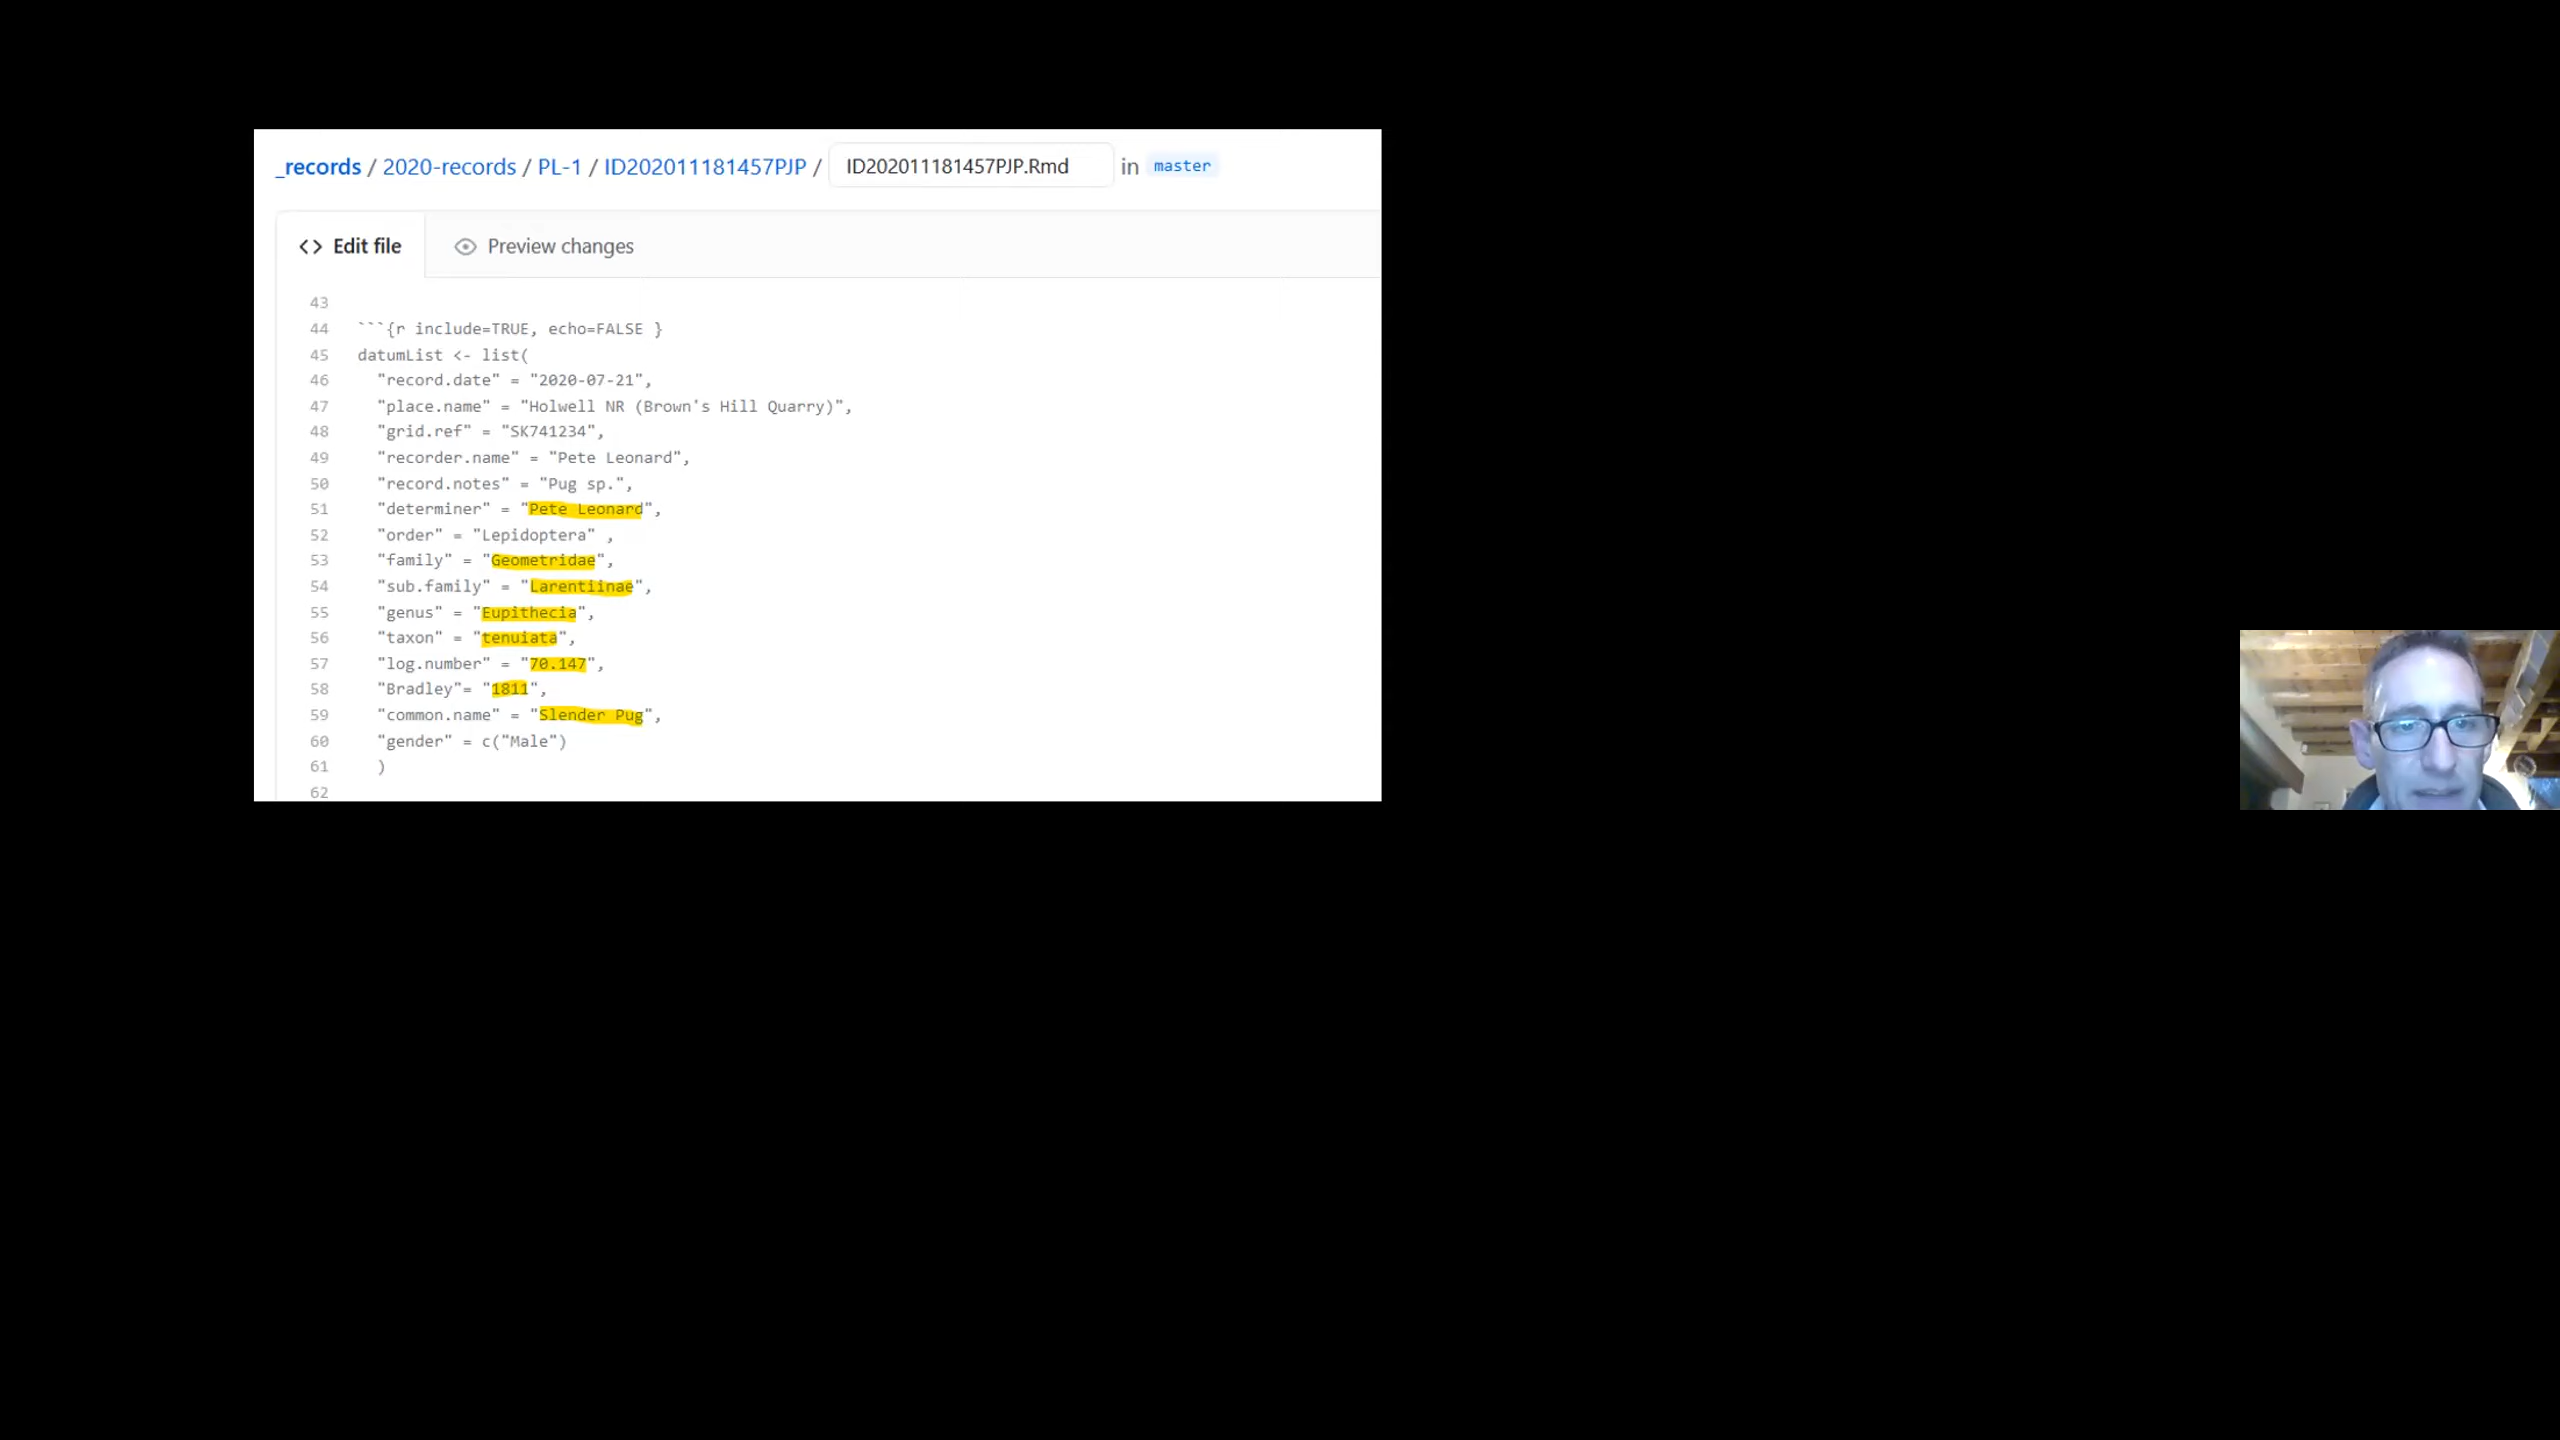 _records / 2020-records / PL-1 / ID202011181457PJP / ID202011181457PJP.Rmd in master
<> Edit file Preview changes
43
44 ```{r include=TRUE, echo=FALSE }
45 datumList <- list(
46 "record.date" = "2020-07-21",
47 "place.name" = "Holwell NR (Brown's Hill Quarry)",
48 "grid.ref" = "SK741234",
49 "recorder.name" = "Pete Leonard",
50 "record.notes" = "Pug sp.",
51 "determiner" = "Pete Leonard",
52 "order" = "Lepidoptera" ,
53 "family" = "Geometridae",
54 "sub.family" = "Larentiinae",
55 "genus" = "Eupithecia",
56 "taxon" = "tenuiata",
57 "log.number" = "70.147",
58 "Bradley"= "1811",
59 "common.name" = "Slender Pug",
60 "gender" = c("Male")
61 )
62